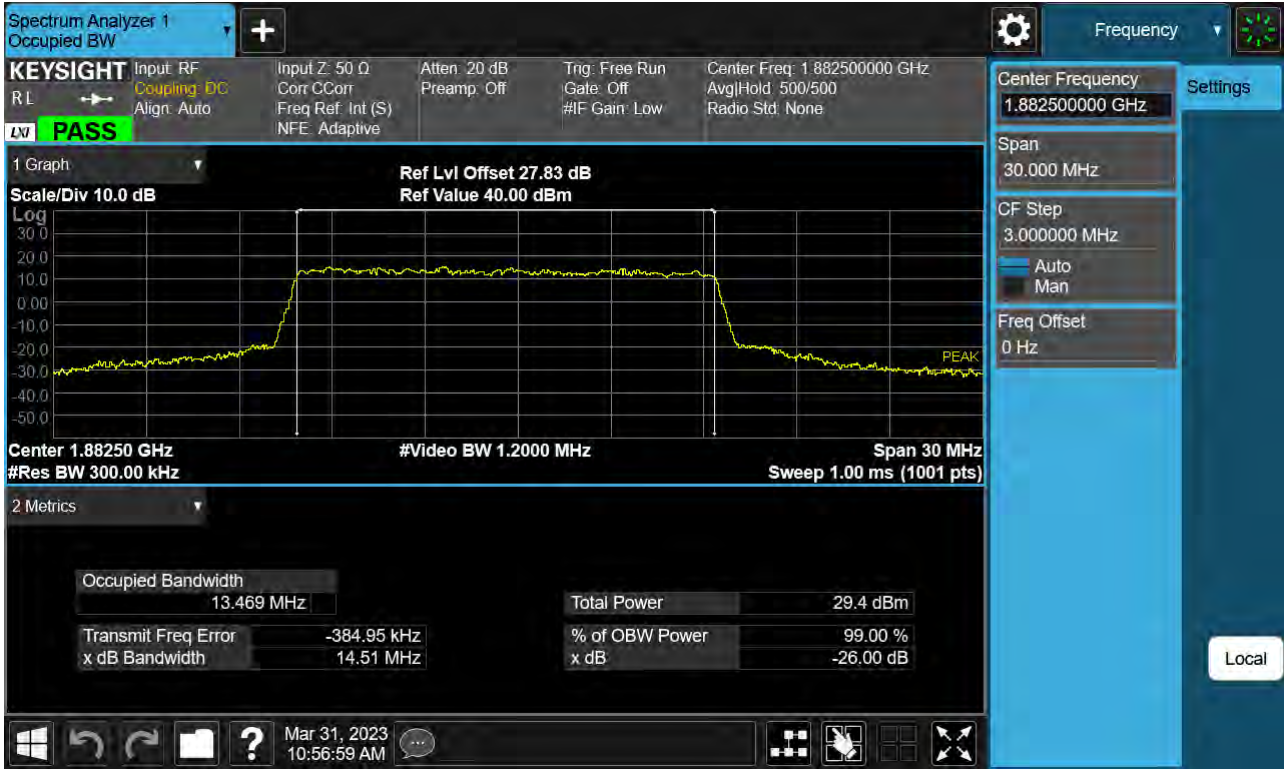 Spectrum Analyzer 1
Occupied BW
Frequency
KEYSIGHT
R L
LXI
PASS
Input: RF
Coupling: DC
Align: Auto
Input Z: 50 Ω
Corr CCorr
Freq Ref: Int (S)
NFE: Adaptive
Atten: 20 dB
Preamp: Off
Trig: Free Run
Gate: Off
#IF Gain: Low
Center Freq: 1.882500000 GHz
Avg|Hold: 500/500
Radio Std: None
1 Graph
Scale/Div 10.0 dB
Ref Lvl Offset 27.83 dB
Ref Value 40.00 dBm
Log
30.0
20.0
10.0
0.00
-10.0
-20.0
-30.0
-40.0
-50.0
PEAK
Center 1.88250 GHz
#Video BW 1.2000 MHz
Span 30 MHz
#Res BW 300.00 kHz
Sweep 1.00 ms (1001 pts)
2 Metrics
Occupied Bandwidth
13.469 MHz
Total Power 29.4 dBm
Transmit Freq Error -384.95 kHz
% of OBW Power 99.00 %
x dB Bandwidth 14.51 MHz
x dB -26.00 dB
Center Frequency
1.882500000 GHz
Settings
Span
30.000 MHz
CF Step
3.000000 MHz
Auto
Man
Freq Offset
0 Hz
Local
?
Mar 31, 2023
10:56:59 AM